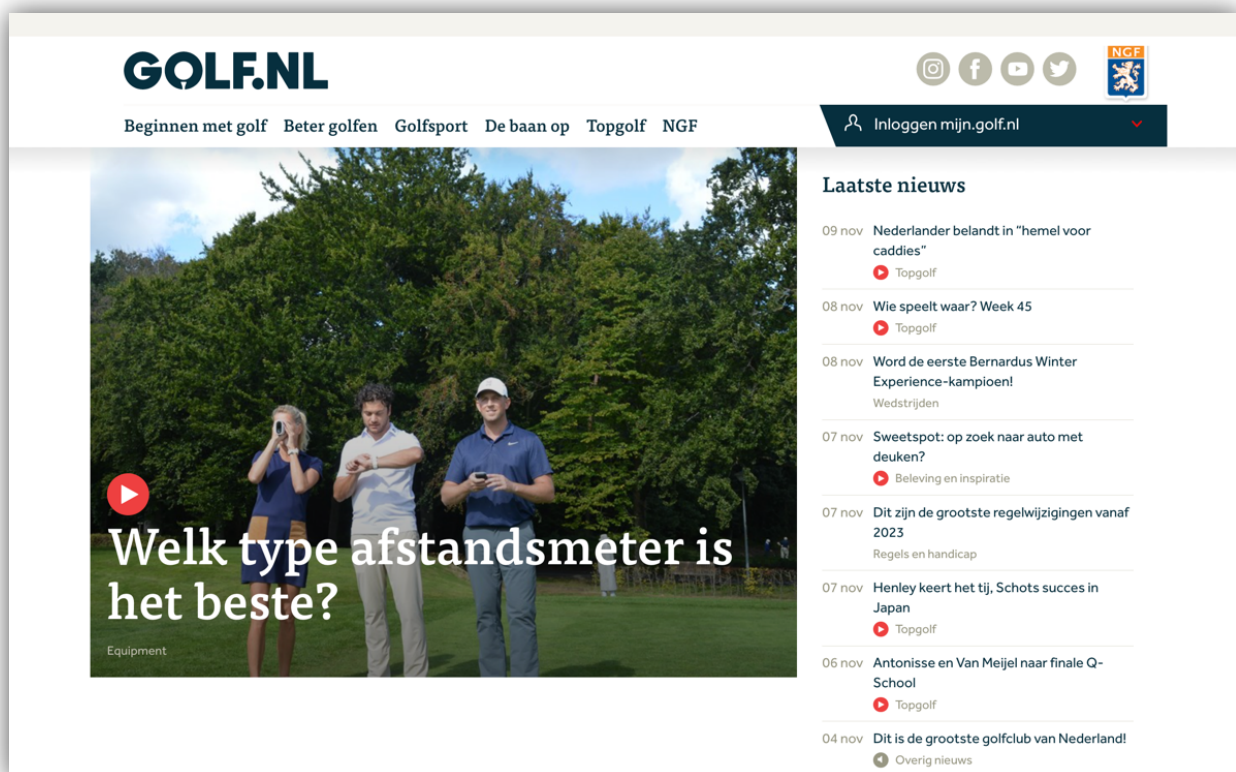 GOLF.NL
NGF
Beginnen met golf Beter golfen Golfsport De baan op Topgolf NGF
Inloggen mijn.golf.nl
Welk type afstandsmeter is
het beste?
Equipment
Laatste nieuws
09 nov Nederlander belandt in “hemel voor
caddies”
Topgolf
08 nov Wie speelt waar? Week 45
Topgolf
08 nov Word de eerste Bernardus Winter
Experience-kampioen!
Wedstrijden
07 nov Sweetspot: op zoek naar auto met
deuken?
Beleving en inspiratie
07 nov Dit zijn de grootste regelwijzigingen vanaf
2023
Regels en handicap
07 nov Henley keert het tij, Schots succes in
Japan
Topgolf
06 nov Antonisse en Van Meijel naar finale Q-
School
Topgolf
04 nov Dit is de grootste golfclub van Nederland!
Overig nieuws